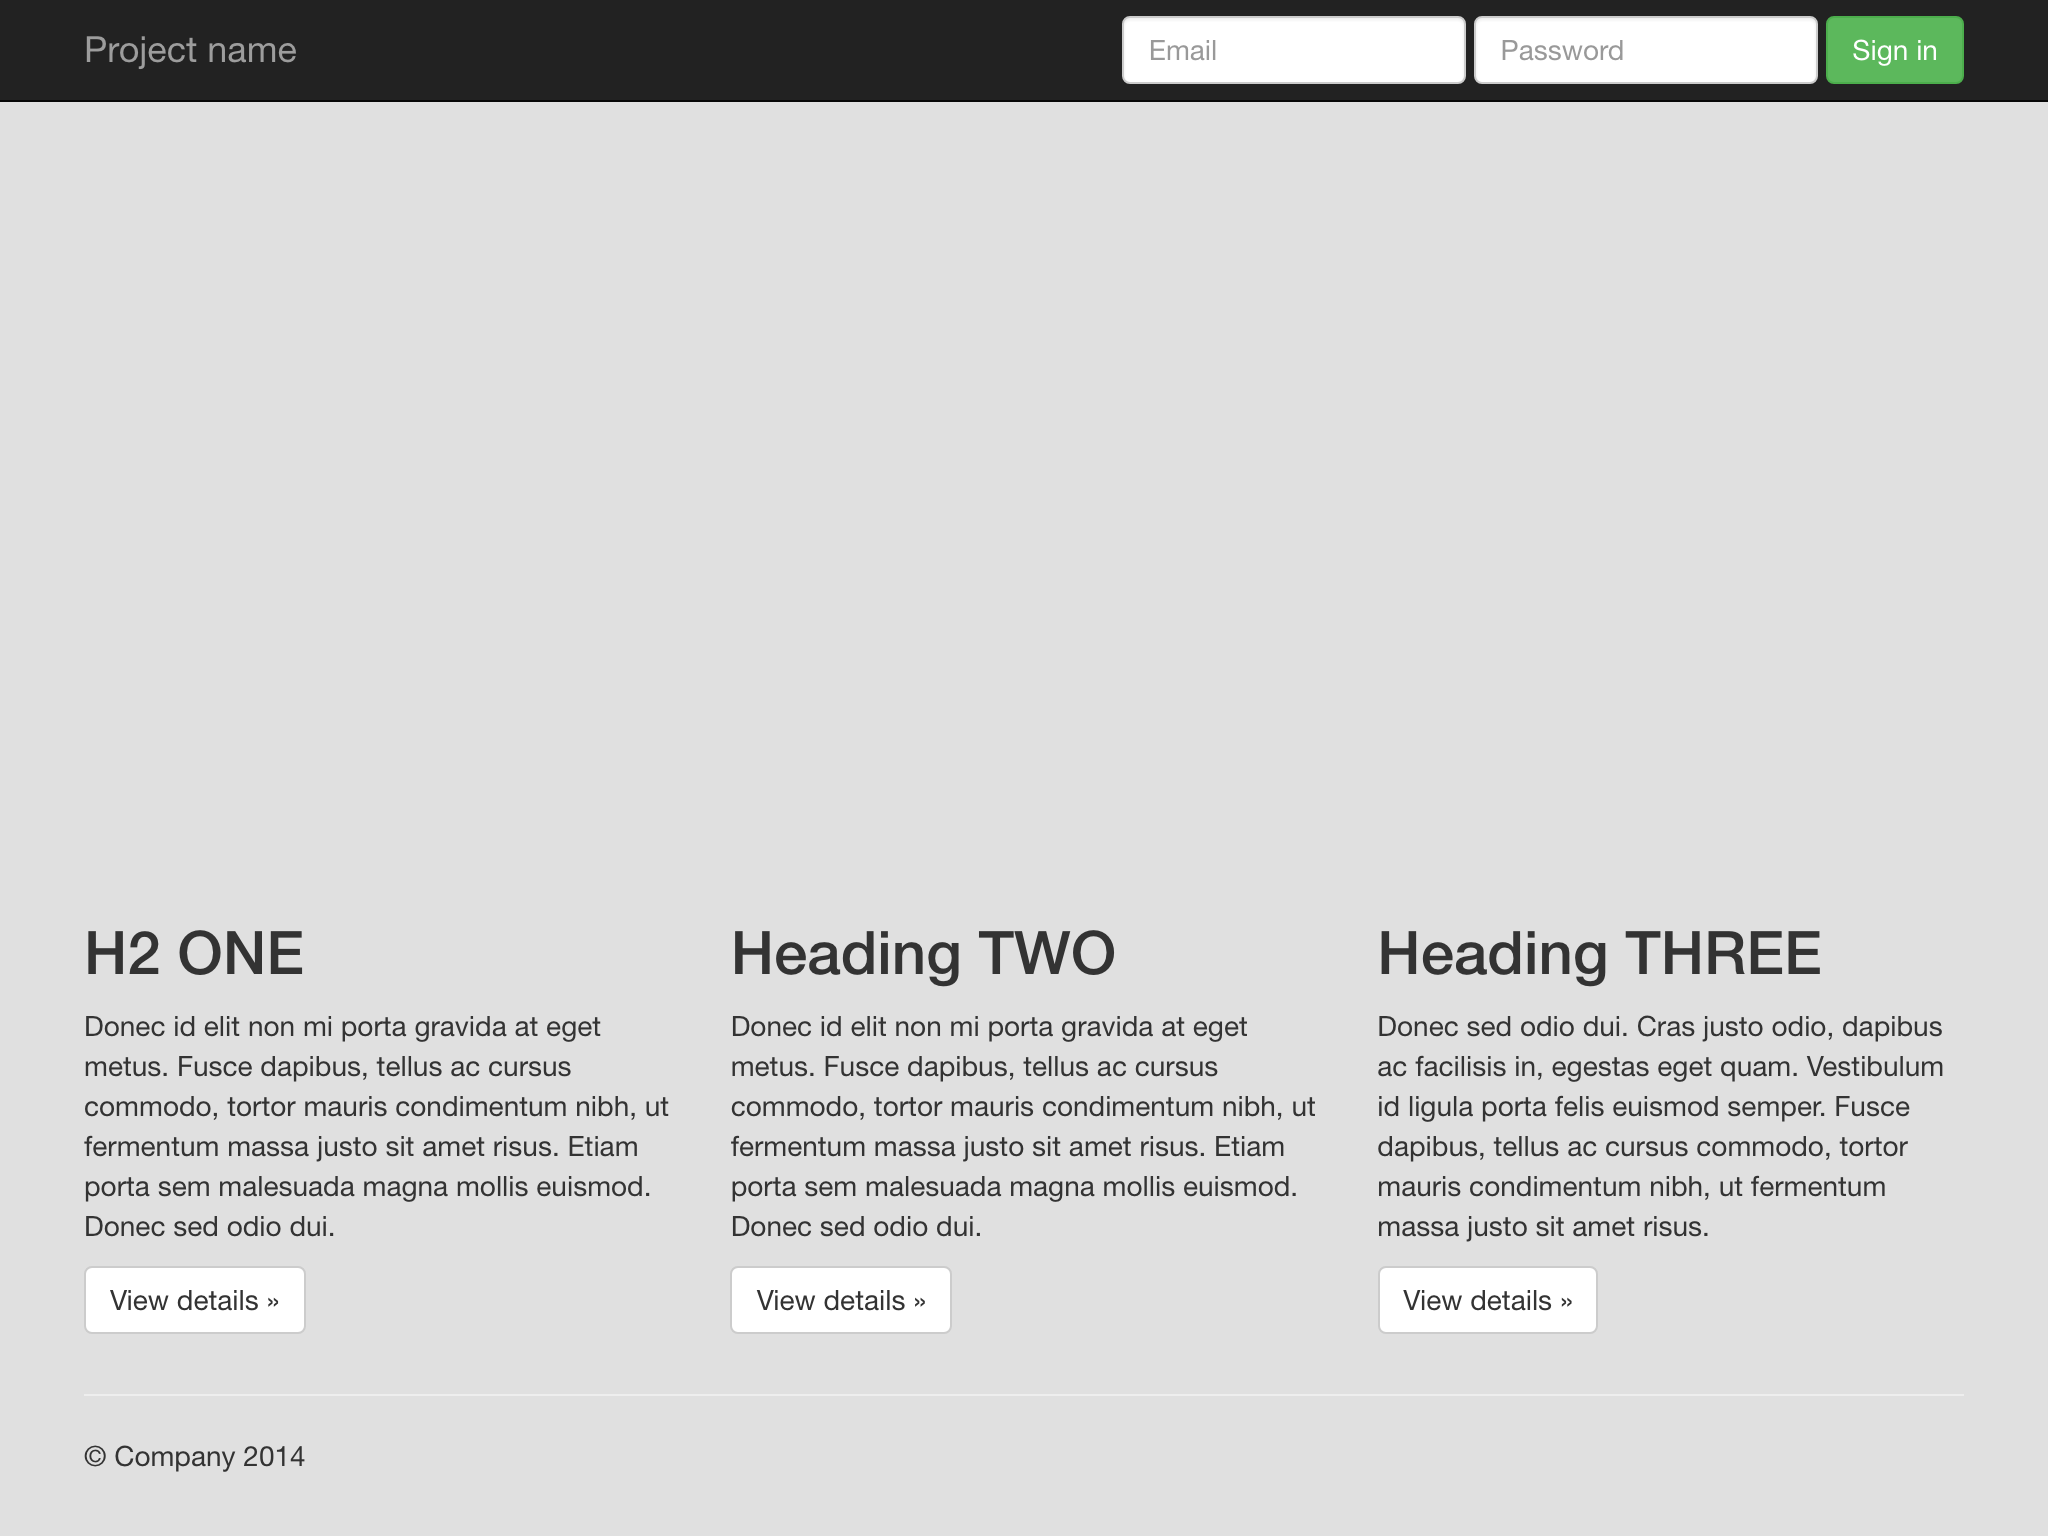 Project name
Email
Password
Sign in
H2 ONE
Donec id elit non mi porta gravida at eget
metus. Fusce dapibus, tellus ac cursus
commodo, tortor mauris condimentum nibh, ut
fermentum massa justo sit amet risus. Etiam
porta sem malesuada magna mollis euismod.
Donec sed odio dui.
View details »
Heading TWO
Donec id elit non mi porta gravida at eget
metus. Fusce dapibus, tellus ac cursus
commodo, tortor mauris condimentum nibh, ut
fermentum massa justo sit amet risus. Etiam
porta sem malesuada magna mollis euismod.
Donec sed odio dui.
View details »
Heading THREE
Donec sed odio dui. Cras justo odio, dapibus
ac facilisis in, egestas eget quam. Vestibulum
id ligula porta felis euismod semper. Fusce
dapibus, tellus ac cursus commodo, tortor
mauris condimentum nibh, ut fermentum
massa justo sit amet risus.
View details »
© Company 2014